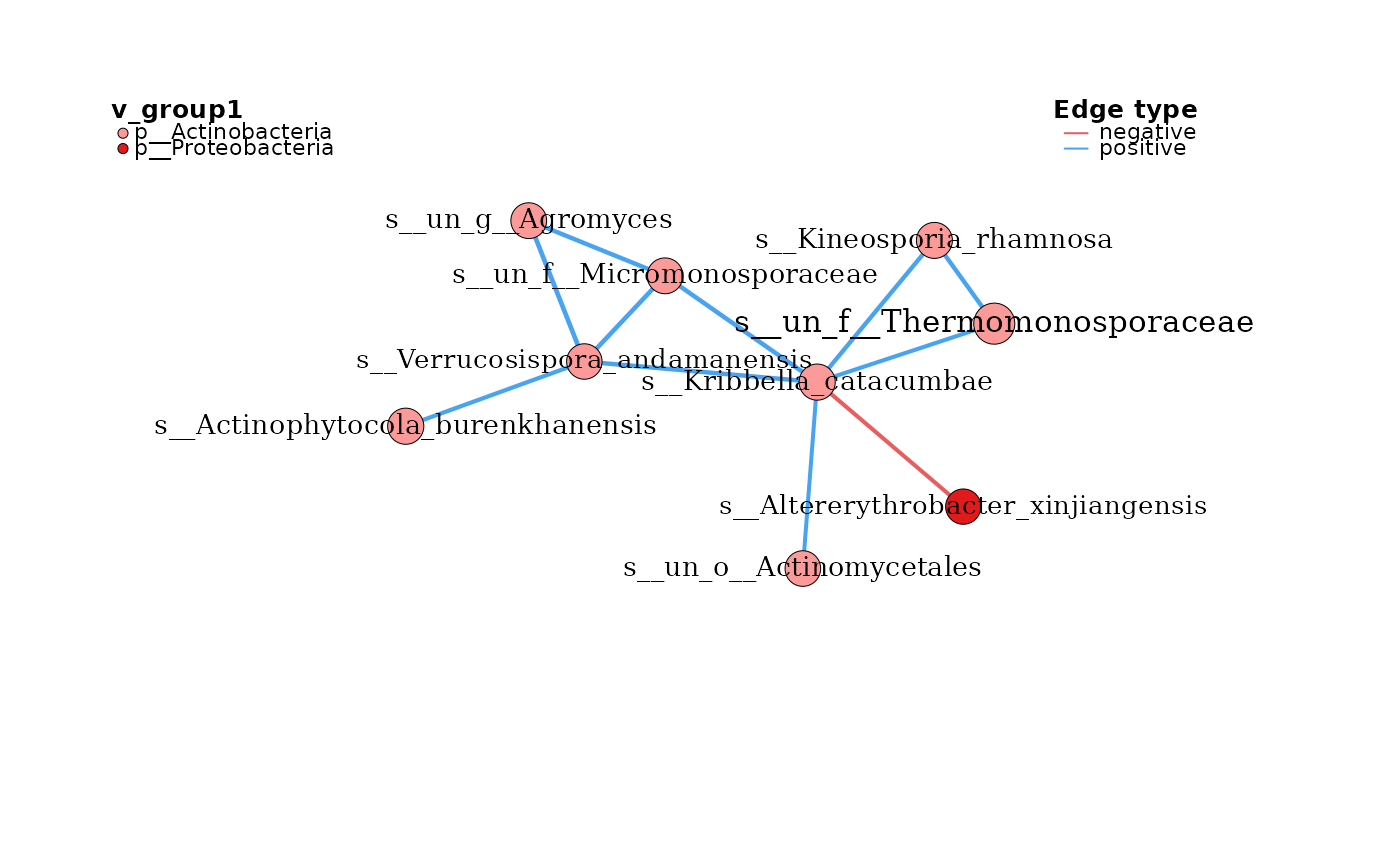 v_group1
p__Actinobacteria
p__Proteobacteria
Edge type
negative
positive
s__un_g__Agromyces
s__Kineosporia_rhamnosa
s__un_f__Micromonosporaceae
s__un_f__Thermomonosporaceae
s__Verrucosispora_andamanensis
s__Kribbella_catacumbae
s__Actinophytocola_burenkhanensis
s__Altererythrobacter_xinjiangensis
s__un_o__Actinomycetales